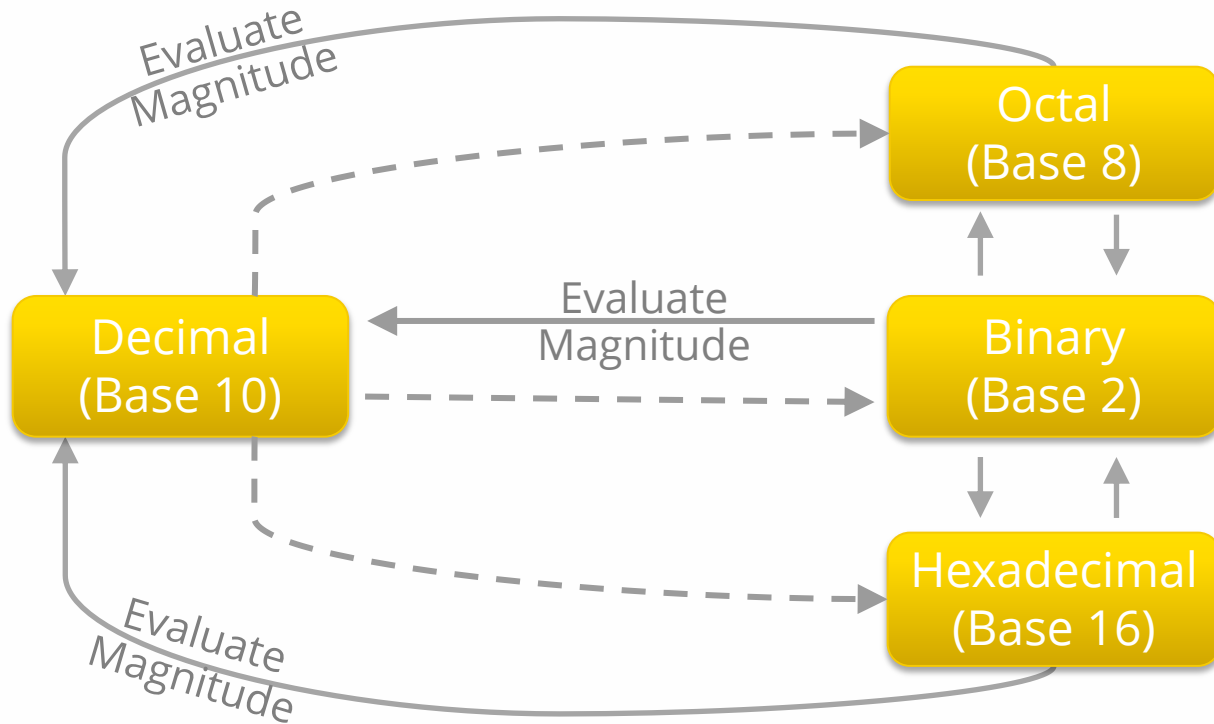 Evaluate
Magnitude
Octal
(Base 8)
Evaluate
Magnitude
Decimal
(Base 10)
Binary
(Base 2)
Hexadecimal
(Base 16)
Evaluate
Magnitude